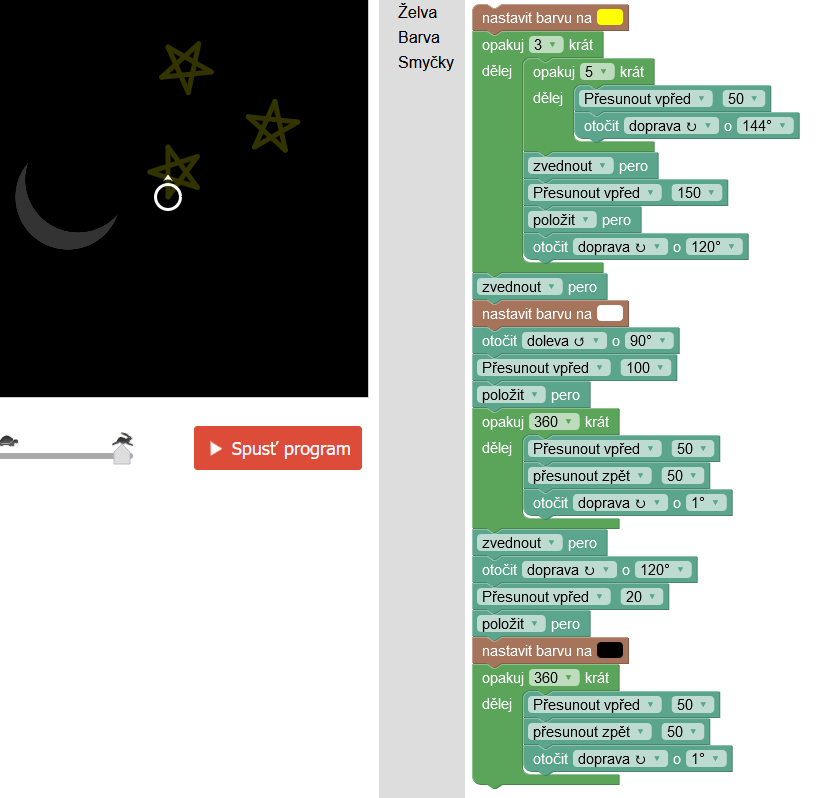 Želva
Barva
Smyčky
Spusť program
nastavit barvu na
opakuj 3 krát
dělej opakuj 5 krát
dělej Přesunout vpřed 50
otočit doprava ↻ o 144°
zvednout pero
Přesunout vpřed 150
položit pero
otočit doprava ↻ o 120°
zvednout pero
nastavit barvu na
otočit doleva ↺ o 90°
Přesunout vpřed 100
položit pero
opakuj 360 krát
dělej Přesunout vpřed 50
přesunout zpět 50
otočit doprava ↻ o 1°
zvednout pero
otočit doprava ↻ o 120°
Přesunout vpřed 20
položit pero
nastavit barvu na
opakuj 360 krát
dělej Přesunout vpřed 50
přesunout zpět 50
otočit doprava ↻ o 1°